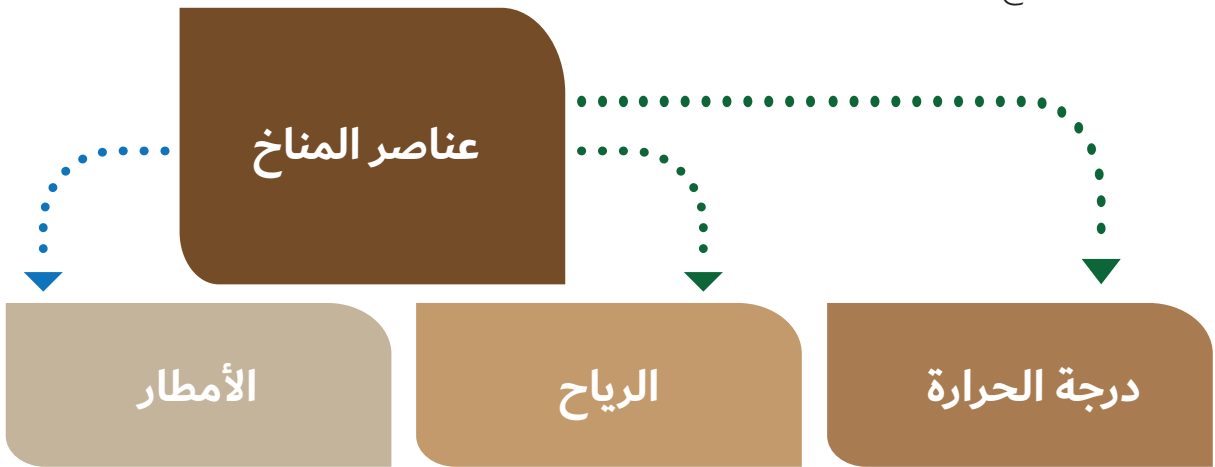 عناصر المناخ
درجة الحرارة
الرياح
الأمطار